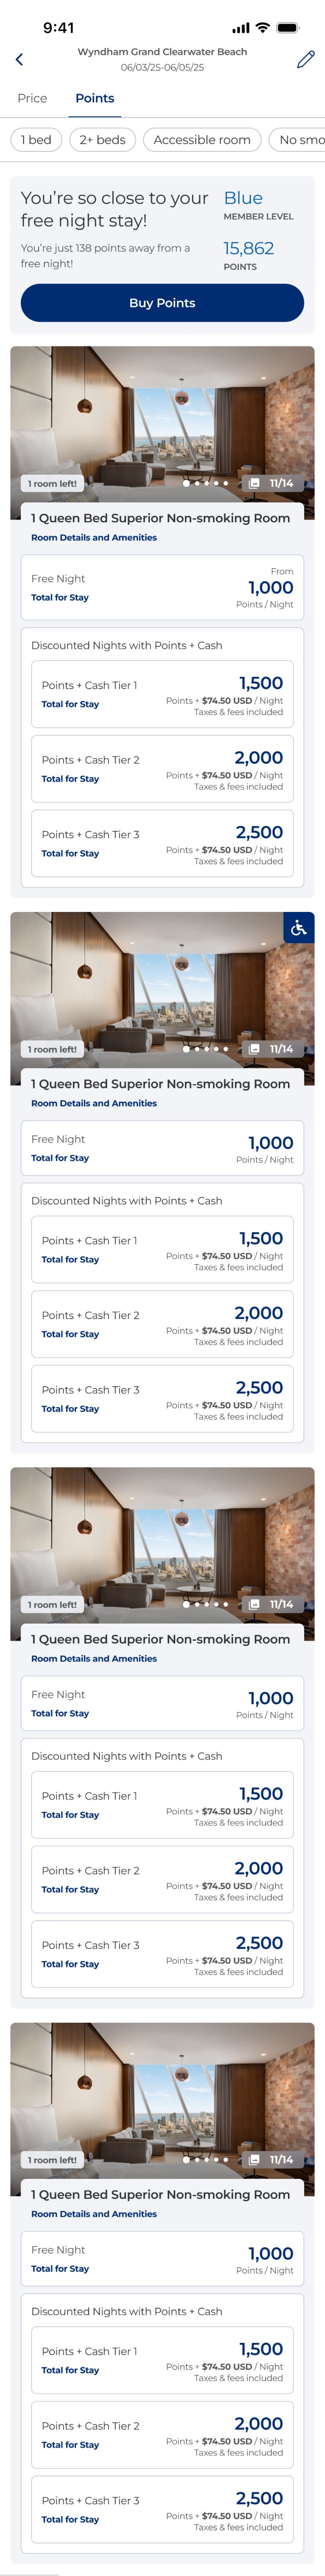 9:41
Wyndham Grand Clearwater Beach
06/03/25-06/05/25
Price
Points
1 bed
2+ beds
Accessible room
No smo
You're so close to your
free night stay!
You're just 138 points away from a
free night!
Blue
MEMBER LEVEL
15,862
POINTS
Buy Points
1 room left!
11/14
1 Queen Bed Superior Non-smoking Room
Room Details and Amenities
Free Night
Total for Stay
From
1,000
Points / Night
Discounted Nights with Points + Cash
Points + Cash Tier 1
Total for Stay
1,500
Points + $74.50 USD / Night
Taxes & fees included
Points + Cash Tier 2
Total for Stay
2,000
Points + $74.50 USD / Night
Taxes & fees included
Points + Cash Tier 3
Total for Stay
2,500
Points + $74.50 USD / Night
Taxes & fees included
1 room left!
11/14
1 Queen Bed Superior Non-smoking Room
Room Details and Amenities
Free Night
Total for Stay
1,000
Points / Night
Discounted Nights with Points + Cash
Points + Cash Tier 1
Total for Stay
1,500
Points + $74.50 USD / Night
Taxes & fees included
Points + Cash Tier 2
Total for Stay
2,000
Points + $74.50 USD / Night
Taxes & fees included
Points + Cash Tier 3
Total for Stay
2,500
Points + $74.50 USD / Night
Taxes & fees included
1 room left!
11/14
1 Queen Bed Superior Non-smoking Room
Room Details and Amenities
Free Night
Total for Stay
1,000
Points / Night
Discounted Nights with Points + Cash
Points + Cash Tier 1
Total for Stay
1,500
Points + $74.50 USD / Night
Taxes & fees included
Points + Cash Tier 2
Total for Stay
2,000
Points + $74.50 USD / Night
Taxes & fees included
Points + Cash Tier 3
Total for Stay
2,500
Points + $74.50 USD / Night
Taxes & fees included
1 room left!
11/14
1 Queen Bed Superior Non-smoking Room
Room Details and Amenities
Free Night
Total for Stay
1,000
Points / Night
Discounted Nights with Points + Cash
Points + Cash Tier 1
Total for Stay
1,500
Points + $74.50 USD / Night
Taxes & fees included
Points + Cash Tier 2
Total for Stay
2,000
Points + $74.50 USD / Night
Taxes & fees included
Points + Cash Tier 3
Total for Stay
2,500
Points + $74.50 USD / Night
Taxes & fees included